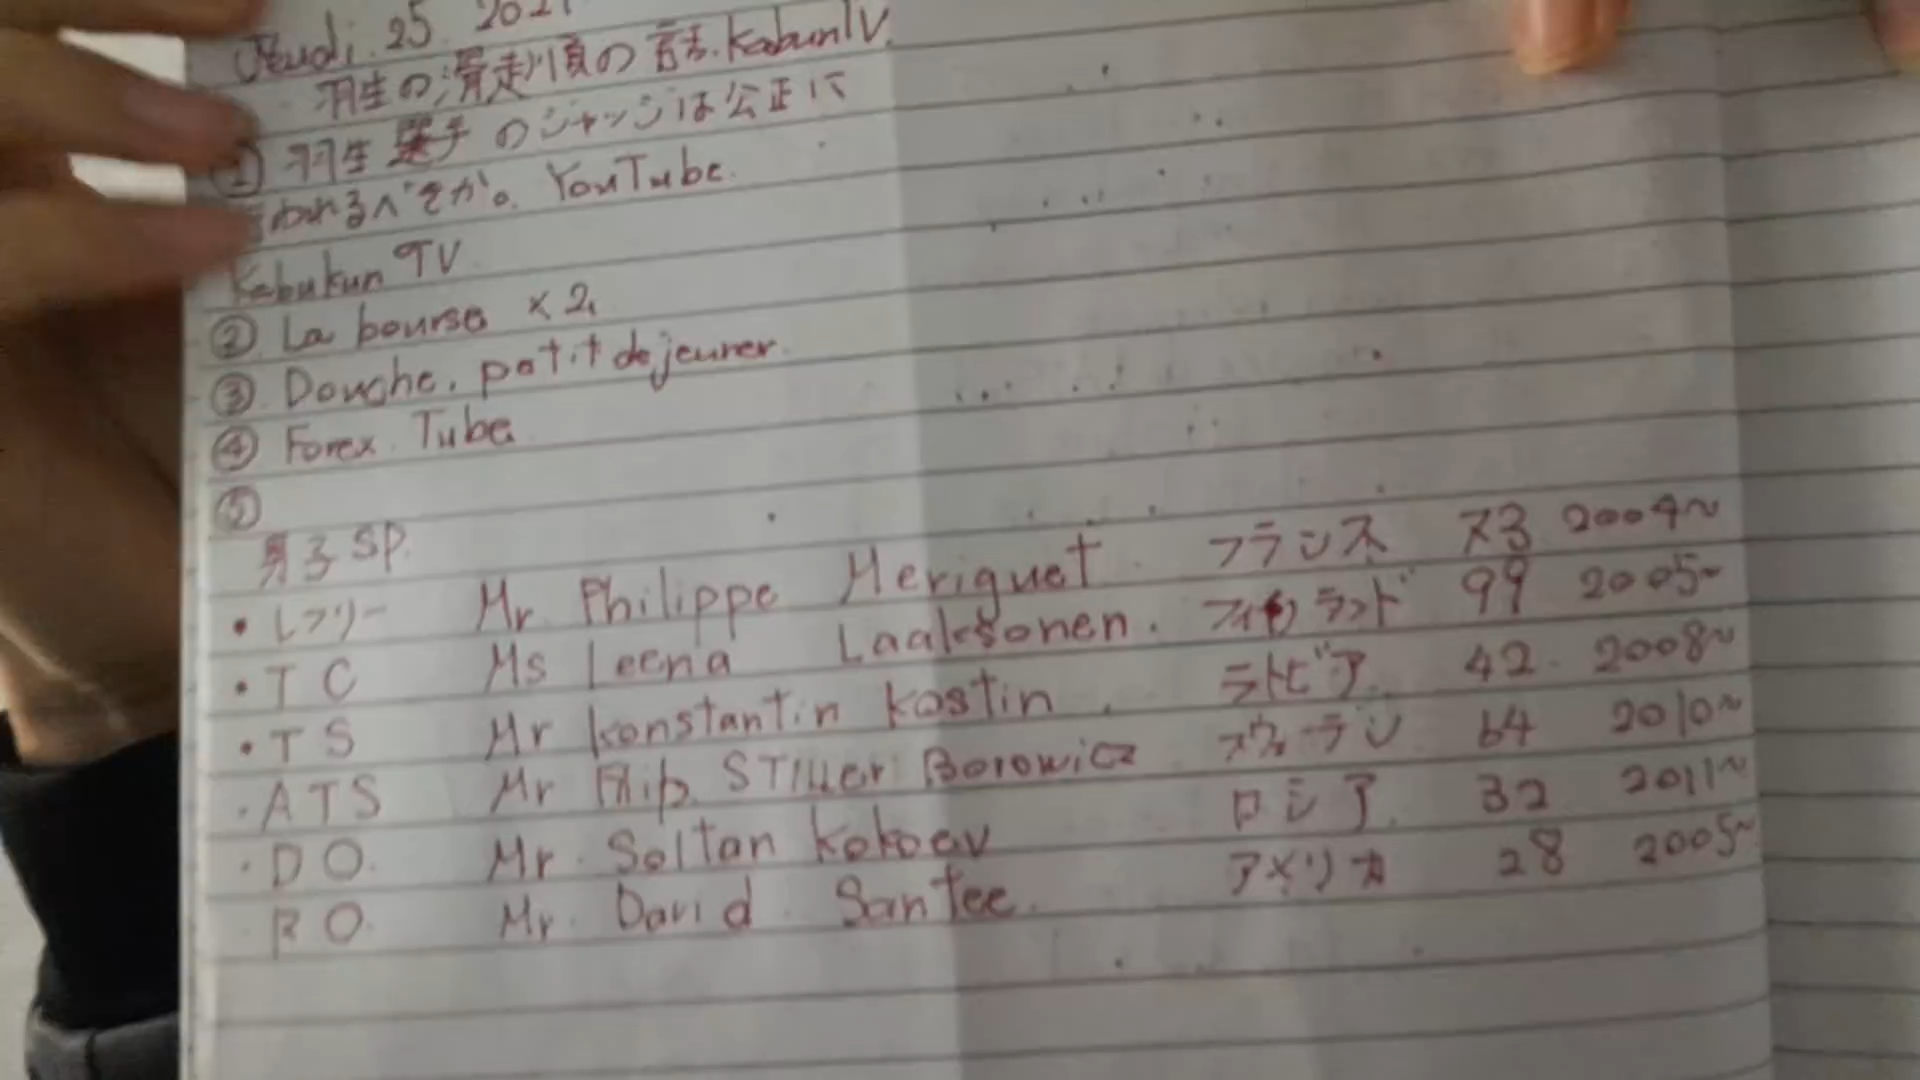 Jeudi 25 2021
羽生の滑走順の話. KabunTV.
① 羽生選手のジャッジは公正に
われるべきか。YouTube.
Kabukun TV
② La bourse ×2.
③ Douche. petit dejeuner.
④ Forex Tube
⑤
男子SP.
・レフリー Mr Philippe Meriguet フランス 73 2004~
・TC Ms Leena Laaksonen. フィンランド 99 2005~
・TS Mr Konstantin Kostin. ラトビア 42 2008~
・ATS Mr Philip STiller Borowicz スウェーデン 64 2010~
・DO. Mr. Soltan Kokoev ロシア. 32 2011~
RO. Mr. David Santee. アメリカ 28 2005~